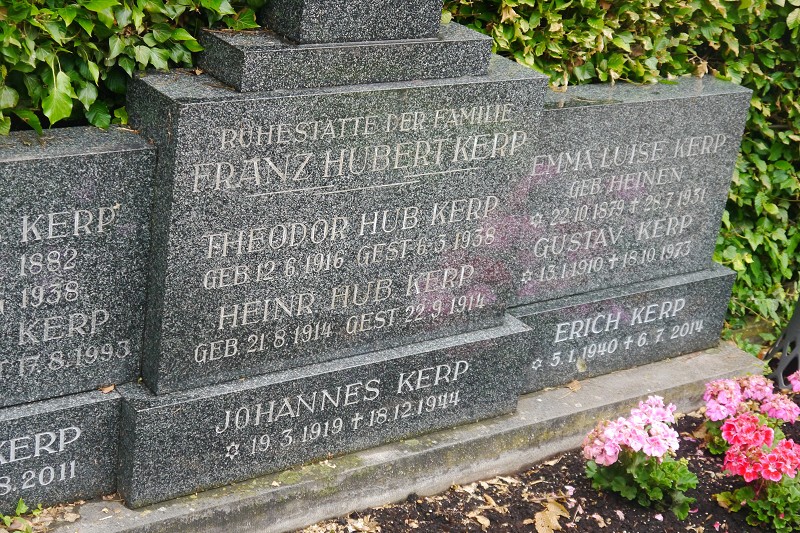 KERP
1882
1938
KERP
17.8.1993
KERP
8.2011
RUHESTÄTTE DER FAMILIE
FRANZ HUBERT KERP
THEODOR HUB KERP
GEB 12.6.1916 GEST 6.3.1938
HEINR HUB KERP
GEB. 21.8.1914 GEST 22.9.1914
JOHANNES KERP
✡ 19.3.1919 ✝ 18.12.1944
EMMA LUISE KERP
GEB HEINEN
✡ 22.10.1879 ✝ 28.7.1931
GUSTAV KERP
✡ 13.1.1910 ✝ 18.10.1973
ERICH KERP
✡ 5.1.1940 ✝ 6.7.2014